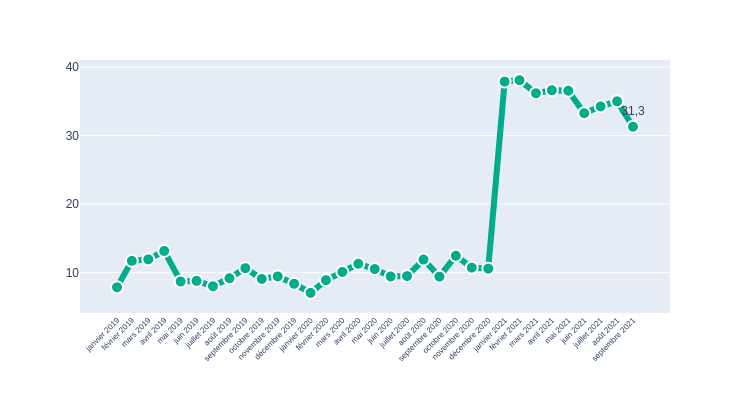 40
30
20
10
31,3
janvier 2019
février 2019
mars 2019
avril 2019
mai 2019
juin 2019
juillet 2019
août 2019
septembre 2019
octobre 2019
novembre 2019
décembre 2019
janvier 2020
février 2020
mars 2020
avril 2020
mai 2020
juin 2020
juillet 2020
août 2020
septembre 2020
octobre 2020
novembre 2020
décembre 2020
janvier 2021
février 2021
mars 2021
avril 2021
mai 2021
juin 2021
juillet 2021
août 2021
septembre 2021